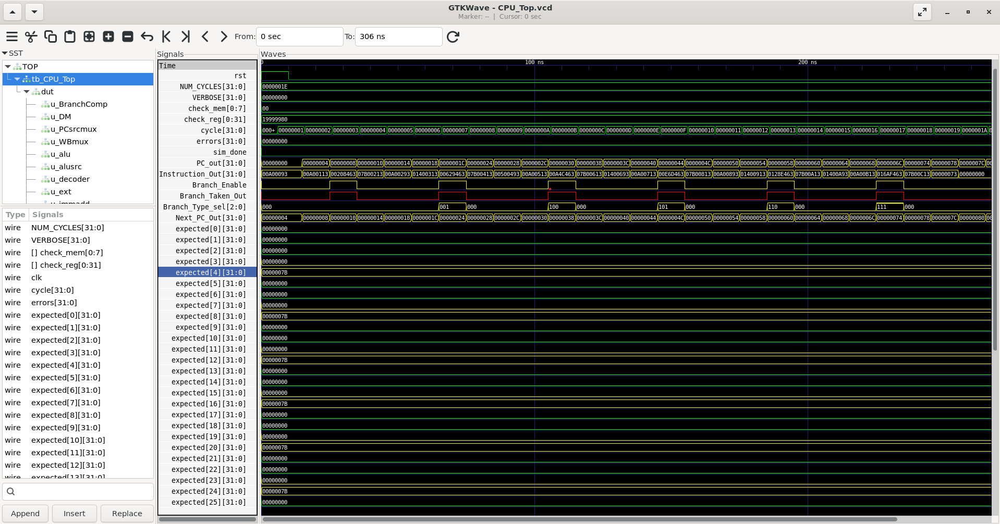 GTKWave - CPU_Top.vcd
Marker: -- | Cursor: 0 sec
From: 0 sec To: 306 ns
SST
TOP
tb_CPU_Top
dut
u_BranchComp
u_DM
u_PCsrcmux
u_WBmux
u_alu
u_alusrc
u_decoder
u_ext
u_immadd
Type Signals
wire NUM_CYCLES[31:0]
wire VERBOSE[31:0]
wire [] check_mem[0:7]
wire [] check_reg[0:31]
wire clk
wire cycle[31:0]
wire errors[31:0]
wire expected[0][31:0]
wire expected[1][31:0]
wire expected[2][31:0]
wire expected[3][31:0]
wire expected[4][31:0]
wire expected[5][31:0]
wire expected[6][31:0]
wire expected[7][31:0]
wire expected[8][31:0]
wire expected[9][31:0]
wire expected[10][31:0]
wire expected[11][31:0]
wire expected[12][31:0]
wire expected[13][31:0]
Append Insert Replace
Signals
Waves
Time 0 100 ns 200 ns
rst
NUM_CYCLES[31:0] 0000001E
VERBOSE[31:0] 00000000
check_mem[0:7] 00
check_reg[0:31] 19999980
cycle[31:0] 000+ 00000001 00000002 00000003 00000004 00000005 00000006 00000007 00000008 00000009 0000000A 0000000B 0000000C 0000000D 0000000E 0000000F 00000010 00000011 00000012 00000013 00000014 00000015 00000016 00000017 00000018 00000019 0000001A 0
errors[31:0] 00000000
sim_done
PC_out[31:0] 00000000 00000004 00000008 00000010 00000014 00000018 0000001C 00000024 00000028 0000002C 00000030 00000038 0000003C 00000040 00000044 0000004C 00000050 00000054 00000058 00000060 00000064 00000068 0000006C 00000074 00000078 0000007C 00
Instruction_Out[31:0] 00A00093 00A00113 00208463 07B00213 00A00293 01400313 00629463 07B00413 00500493 00A00513 00A4C463 07B00613 01400693 00A00713 00E6D463 07B00813 00A00893 01400913 0128E463 07B00A13 01400A93 00A00B13 016AF463 07B00C13 00000073 00000000
Branch_Enable
Branch_Taken_Out
Branch_Type_sel[2:0] 000 001 000 100 000 101 000 110 000 111 000
Next_PC_Out[31:0] 00000004 00000008 00000010 00000014 00000018 0000001C 00000024 00000028 0000002C 00000030 00000038 0000003C 00000040 00000044 0000004C 00000050 00000054 00000058 00000060 00000064 00000068 0000006C 00000074 00000078 0000007C 00000080 00
expected[0][31:0] 00000000
expected[1][31:0] 00000000
expected[2][31:0] 00000000
expected[3][31:0] 00000000
expected[4][31:0] 0000007B
expected[5][31:0] 00000000
expected[6][31:0] 00000000
expected[7][31:0] 00000000
expected[8][31:0] 0000007B
expected[9][31:0] 00000000
expected[10][31:0] 00000000
expected[11][31:0] 00000000
expected[12][31:0] 0000007B
expected[13][31:0] 00000000
expected[14][31:0] 00000000
expected[15][31:0] 00000000
expected[16][31:0] 0000007B
expected[17][31:0] 00000000
expected[18][31:0] 00000000
expected[19][31:0] 00000000
expected[20][31:0] 0000007B
expected[21][31:0] 00000000
expected[22][31:0] 00000000
expected[23][31:0] 00000000
expected[24][31:0] 0000007B
expected[25][31:0] 00000000